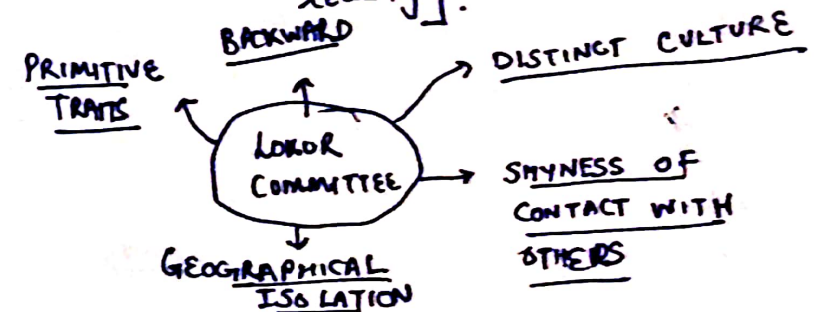 BACKWARD
PRIMITIVE
TRAITS
DISTINCT CULTURE
LOKOR
COMMITTEE
SHYNESS OF
CONTACT WITH
OTHERS
GEOGRAPHICAL
ISOLATION